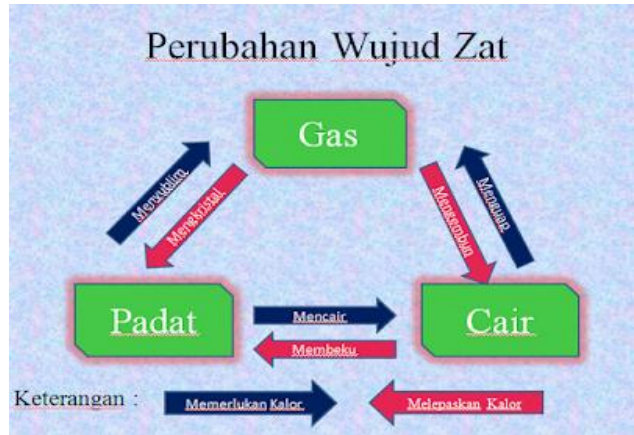 Perubahan Wujud Zat
Gas
Menyublim
Mengkristal
Mengembun
Menguap
Padat
Mencair
Membeku
Cair
Keterangan :
Memerlukan Kalor
Melepaskan Kalor